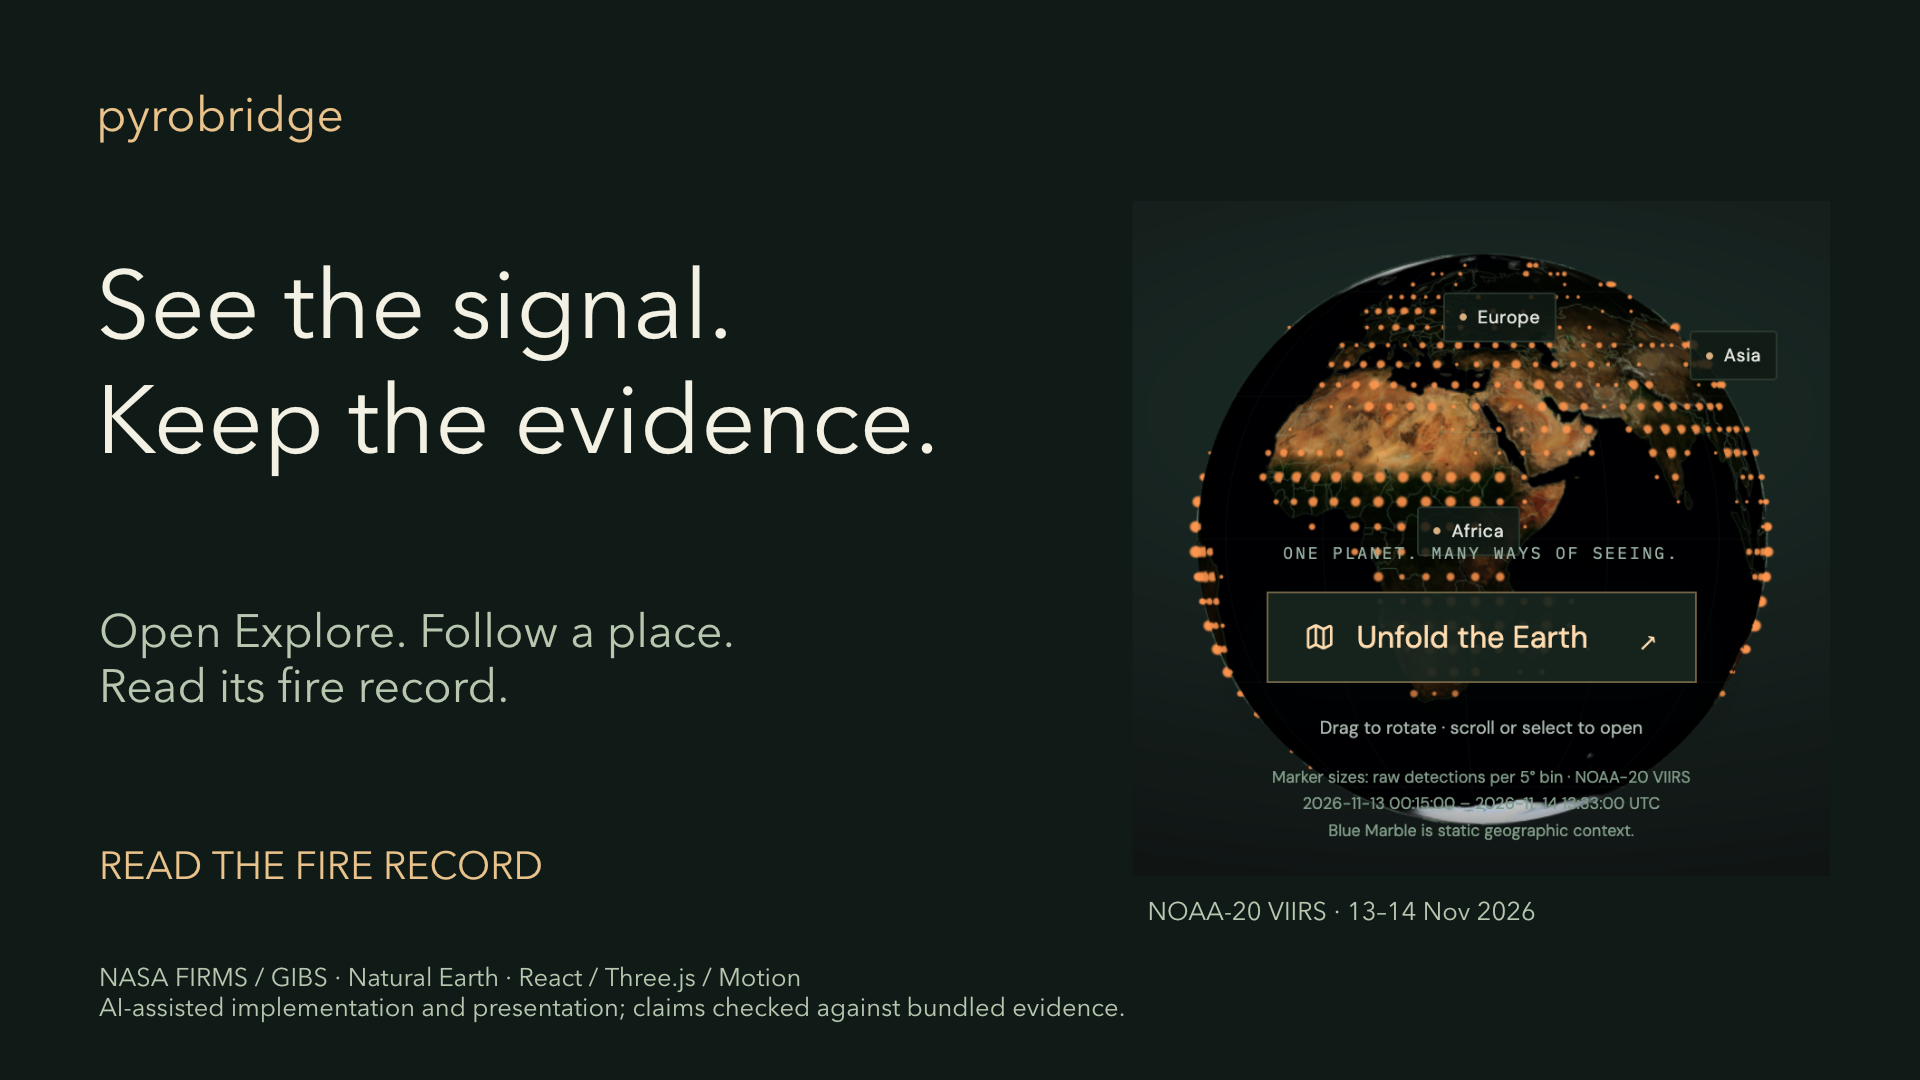 pyrobridge
See the signal.
Keep the evidence.
Open Explore. Follow a place.
Read its fire record.
READ THE FIRE RECORD
NASA FIRMS / GIBS · Natural Earth · React / Three.js / Motion
AI-assisted implementation and presentation; claims checked against bundled evidence.
Europe
Asia
Africa
ONE PLANET. MANY WAYS OF SEEING.
Unfold the Earth ↗
Drag to rotate · scroll or select to open
Marker sizes: raw detections per 5° bin · NOAA-20 VIIRS
2026-11-13 00:15:00 – 2026-11-14 UTC
Blue Marble is static geographic context.
NOAA-20 VIIRS · 13–14 Nov 2026